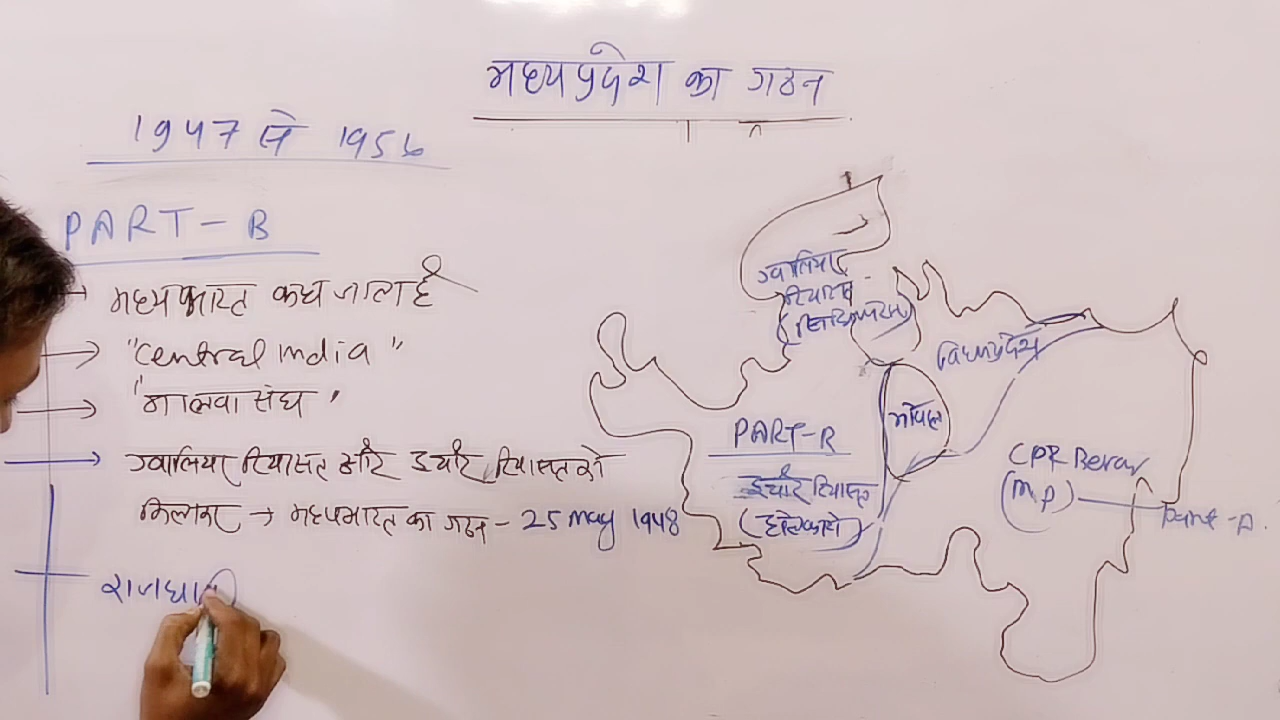 मध्यप्रदेश का गठन
1947 से 1956
PART - B
मध्यभारत कहा जाता है
"Central India"
"मालवा संघ"
ग्वालियर रियासत और इंदौर रियासत को
मिलाकर → मध्यभारत का गठन - 25 May 1948
राजधानी
ग्वालियर
रियासत
विंध्यप्रदेश
भोपाल
PART-B
इंदौर रियासत
(होल्कारो)
CPR Berar
(M.P)
Part-A